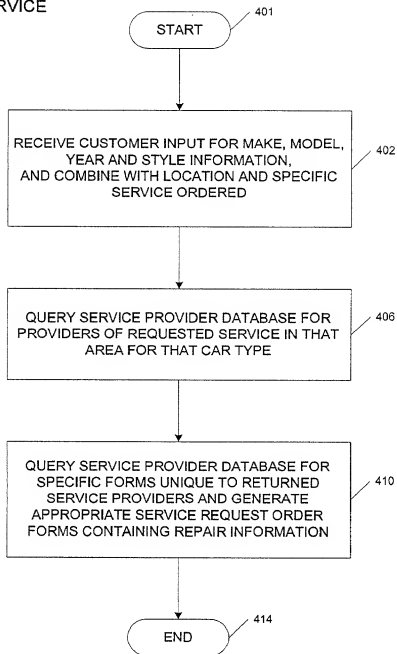 START
401
RECEIVE CUSTOMER INPUT FOR MAKE, MODEL,
YEAR AND STYLE INFORMATION,
AND COMBINE WITH LOCATION AND SPECIFIC
SERVICE ORDERED
402
QUERY SERVICE PROVIDER DATABASE FOR
PROVIDERS OF REQUESTED SERVICE IN THAT
AREA FOR THAT CAR TYPE
406
QUERY SERVICE PROVIDER DATABASE FOR
SPECIFIC FORMS UNIQUE TO RETURNED
SERVICE PROVIDERS AND GENERATE
APPROPRIATE SERVICE REQUEST ORDER
FORMS CONTAINING REPAIR INFORMATION
410
END
414